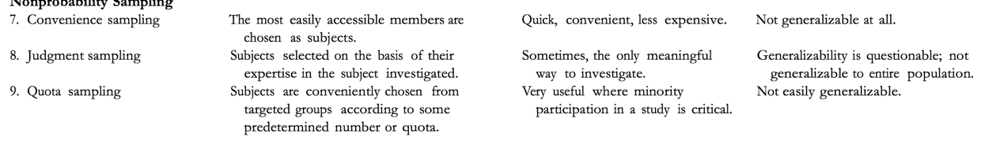 Nonprobability Sampling
7. Convenience sampling The most easily accessible members are Quick, convenient, less expensive. Not generalizable at all.
chosen as subjects.
8. Judgment sampling Subjects selected on the basis of their Sometimes, the only meaningful Generalizability is questionable; not
expertise in the subject investigated. way to investigate. generalizable to entire population.
9. Quota sampling Subjects are conveniently chosen from Very useful where minority Not easily generalizable.
targeted groups according to some participation in a study is critical.
predetermined number or quota.